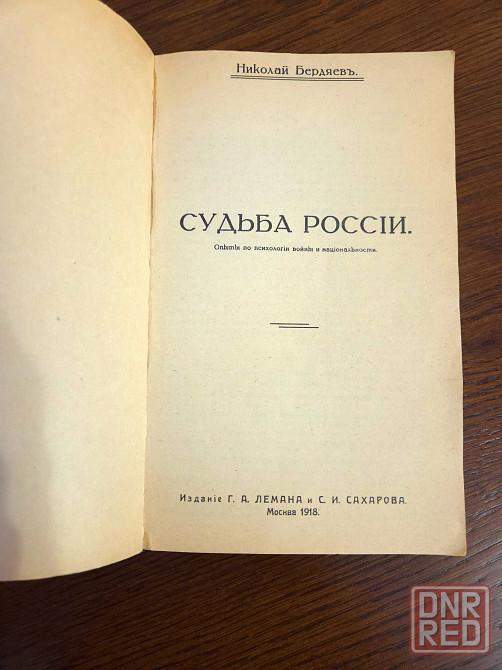 Николай Бердяевъ.
СУДЬБА РОССІИ.
Опыты по психологіи войны и національности.
Изданіе Г. А. ЛЕМАНА и С. И. САХАРОВА.
Москва 1918.
DNR
RED